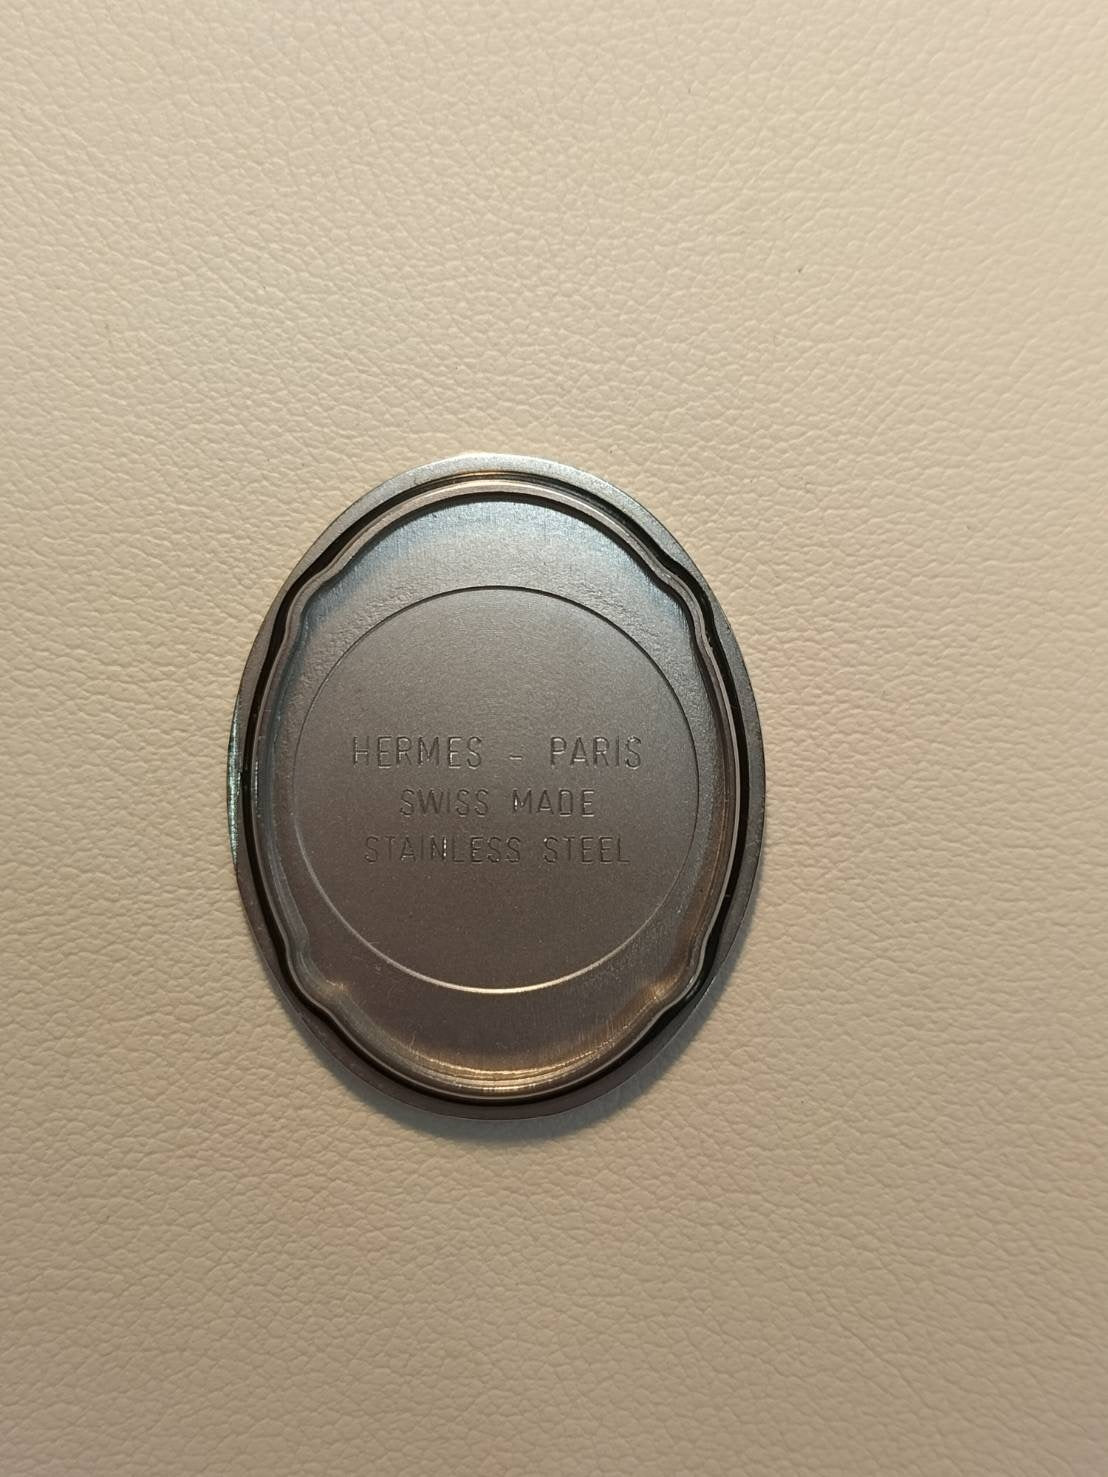 HERMES - PARIS
SWISS MADE
STAINLESS STEEL